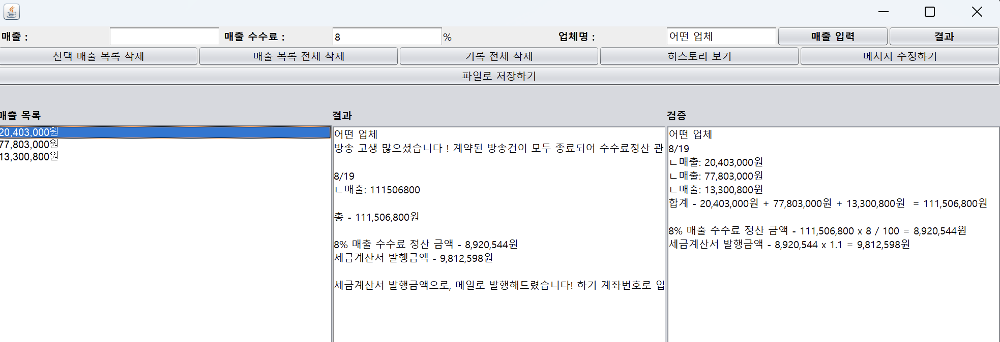 매출 :
매출 수수료 :
8
%
업체명 :
어떤 업체
매출 입력
결과
선택 매출 목록 삭제
매출 목록 전체 삭제
기록 전체 삭제
히스토리 보기
메시지 수정하기
파일로 저장하기
매출 목록
20,403,000원
77,803,000원
13,300,800원
결과
어떤 업체
방송 고생 많으셨습니다 ! 계약된 방송건이 모두 종료되어 수수료정산 관
8/19
ㄴ매출: 111506800
총 - 111,506,800원
8% 매출 수수료 정산 금액 - 8,920,544원
세금계산서 발행금액 - 9,812,598원
세금계산서 발행금액으로, 메일로 발행해드렸습니다! 하기 계좌번호로 입
검증
어떤 업체
8/19
ㄴ매출: 20,403,000원
ㄴ매출: 77,803,000원
ㄴ매출: 13,300,800원
합계 - 20,403,000원 + 77,803,000원 + 13,300,800원 = 111,506,800원
8% 매출 수수료 정산 금액 - 111,506,800 x 8 / 100 = 8,920,544원
세금계산서 발행금액 - 8,920,544 x 1.1 = 9,812,598원